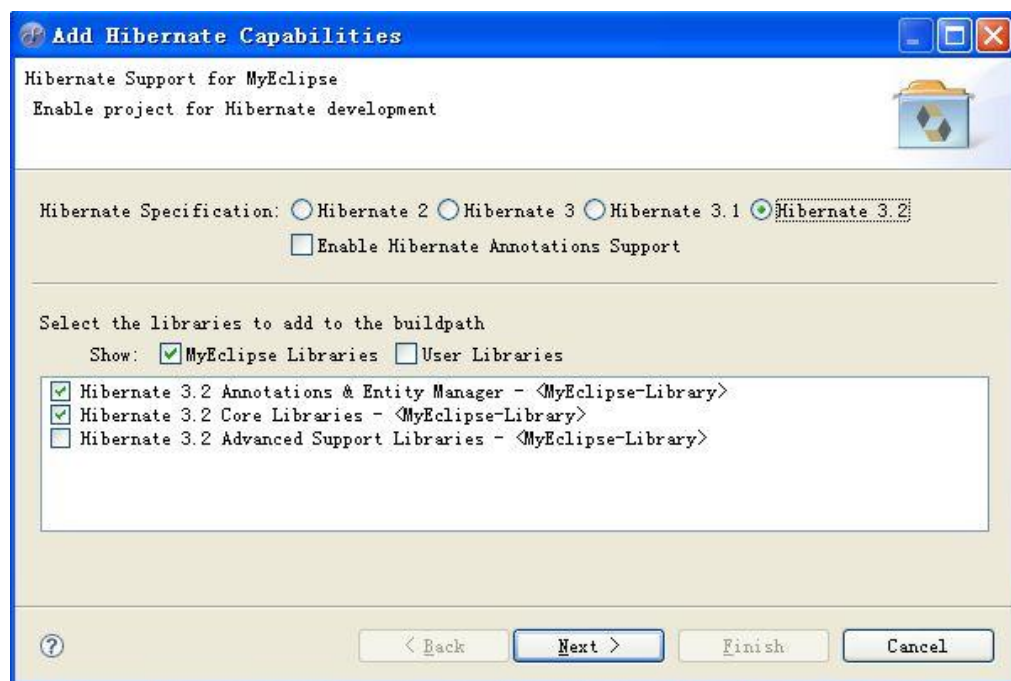 Add Hibernate Capabilities
Hibernate Support for MyEclipse
Enable project for Hibernate development
Hibernate Specification: Hibernate 2 Hibernate 3 Hibernate 3.1 Hibernate 3.2
Enable Hibernate Annotations Support
Select the libraries to add to the buildpath
Show: MyEclipse Libraries User Libraries
Hibernate 3.2 Annotations & Entity Manager - <MyEclipse-Library>
Hibernate 3.2 Core Libraries - <MyEclipse-Library>
Hibernate 3.2 Advanced Support Libraries - <MyEclipse-Library>
? < Back Next > Finish Cancel